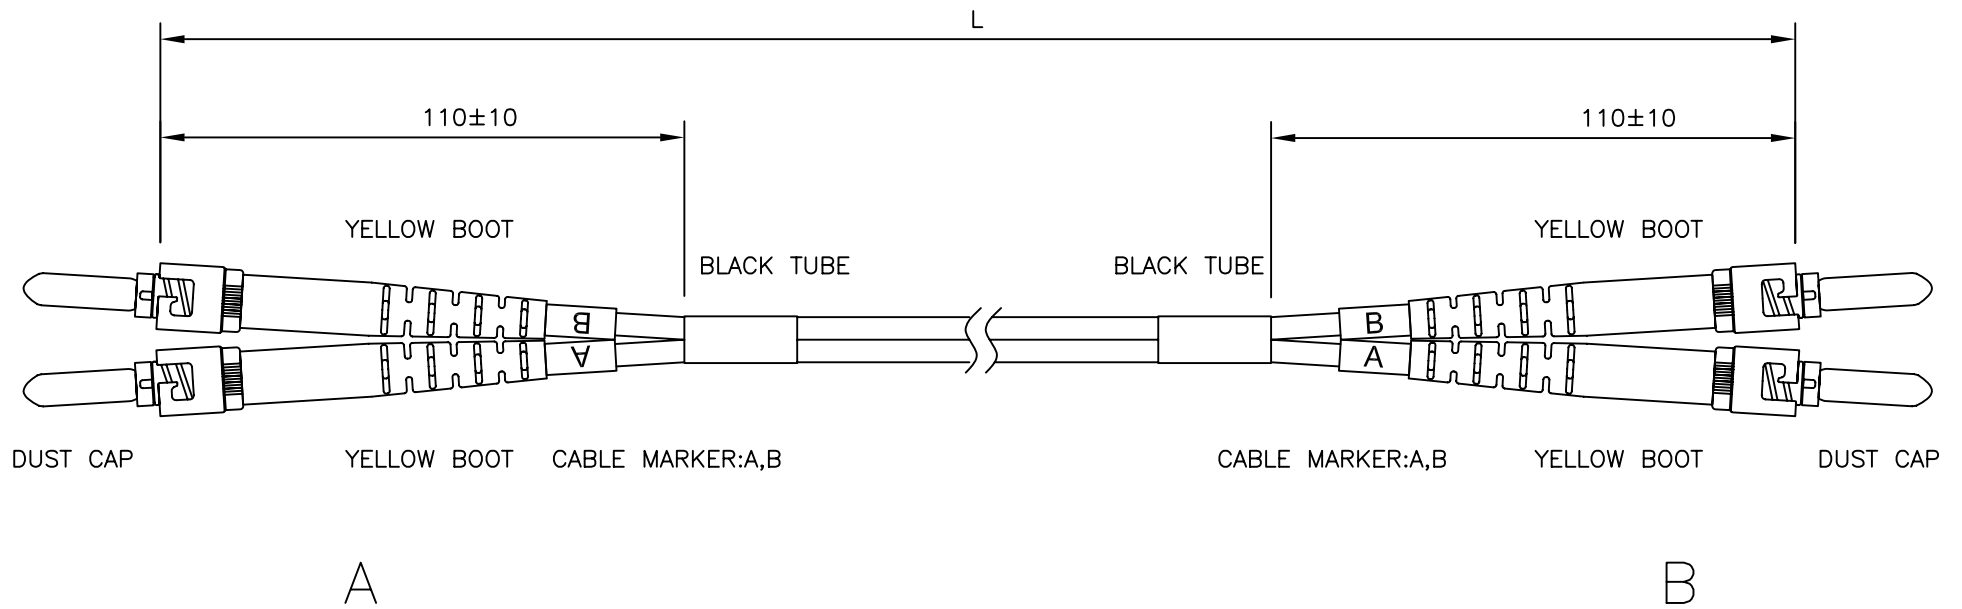 L
110±10 110±10
YELLOW BOOT YELLOW BOOT
BLACK TUBE BLACK TUBE
B B
A A
DUST CAP YELLOW BOOT CABLE MARKER:A,B CABLE MARKER:A,B YELLOW BOOT DUST CAP
A B